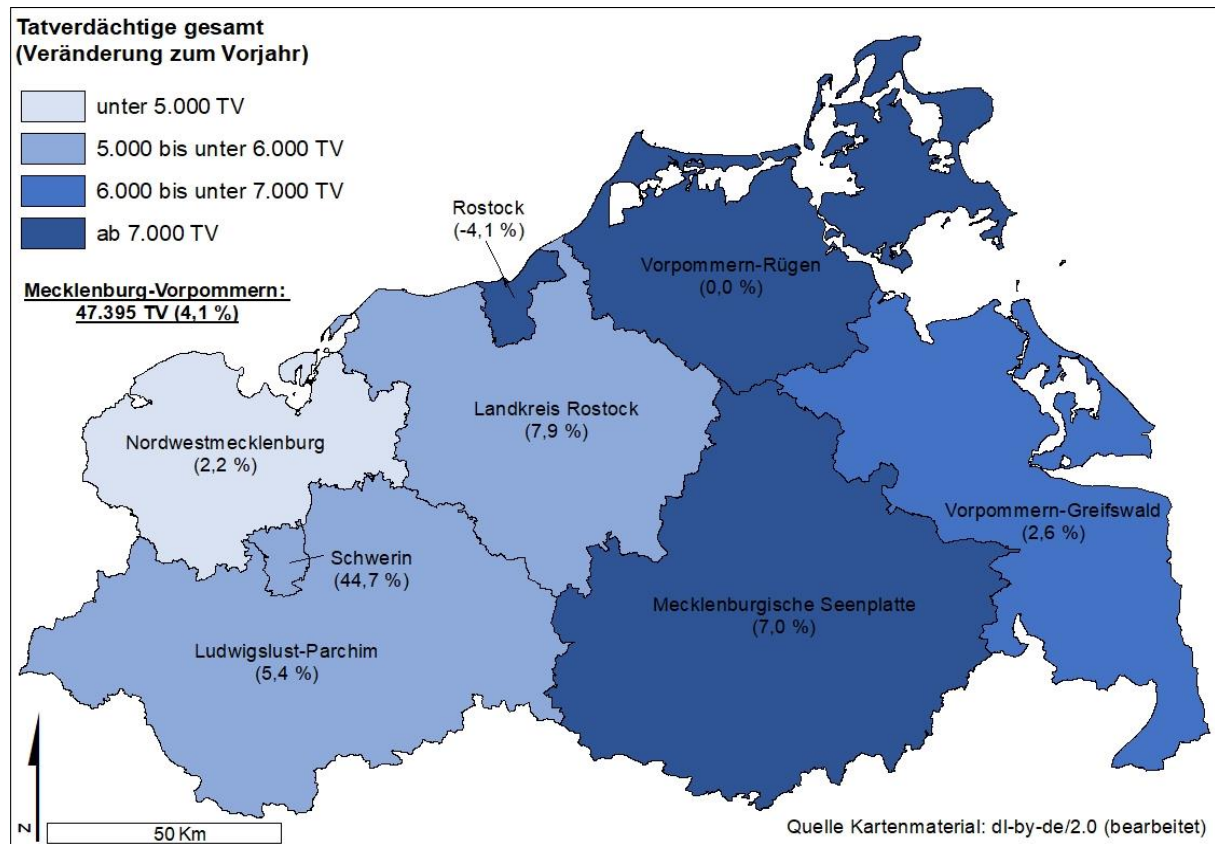 Tatverdächtige gesamt
(Veränderung zum Vorjahr)
unter 5.000 TV
5.000 bis unter 6.000 TV
6.000 bis unter 7.000 TV
ab 7.000 TV
Mecklenburg-Vorpommern:
47.395 TV (4,1 %)
Rostock
(-4,1 %)
Vorpommern-Rügen
(0,0 %)
Landkreis Rostock
(7,9 %)
Nordwestmecklenburg
(2,2 %)
Vorpommern-Greifswald
(2,6 %)
Schwerin
(44,7 %)
Mecklenburgische Seenplatte
(7,0 %)
Ludwigslust-Parchim
(5,4 %)
N
50 Km
Quelle Kartenmaterial: dl-by-de/2.0 (bearbeitet)